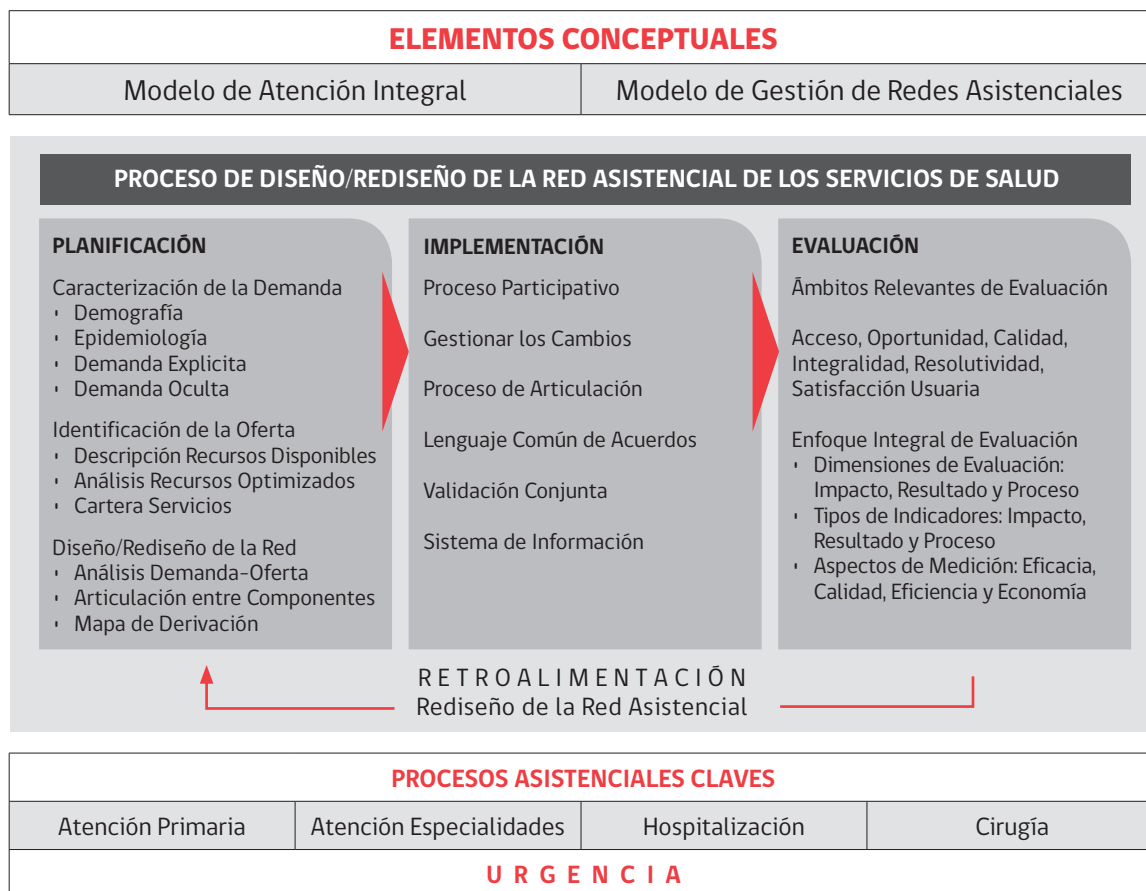 ELEMENTOS CONCEPTUALES
Modelo de Atención Integral
Modelo de Gestión de Redes Asistenciales
PROCESO DE DISEÑO/REDISEÑO DE LA RED ASISTENCIAL DE LOS SERVICIOS DE SALUD
PLANIFICACIÓN
Caracterización de la Demanda
· Demografía
· Epidemiología
· Demanda Explicita
· Demanda Oculta
Identificación de la Oferta
· Descripción Recursos Disponibles
· Análisis Recursos Optimizados
· Cartera Servicios
Diseño/Rediseño de la Red
· Análisis Demanda-Oferta
· Articulación entre Componentes
· Mapa de Derivación
IMPLEMENTACIÓN
Proceso Participativo
Gestionar los Cambios
Proceso de Articulación
Lenguaje Común de Acuerdos
Validación Conjunta
Sistema de Información
EVALUACIÓN
Ámbitos Relevantes de Evaluación
Acceso, Oportunidad, Calidad,
Integralidad, Resolutividad,
Satisfacción Usuaria
Enfoque Integral de Evaluación
· Dimensiones de Evaluación:
Impacto, Resultado y Proceso
· Tipos de Indicadores: Impacto,
Resultado y Proceso
· Aspectos de Medición: Eficacia,
Calidad, Eficiencia y Economía
RETROALIMENTACIÓN
Rediseño de la Red Asistencial
PROCESOS ASISTENCIALES CLAVES
Atención Primaria
Atención Especialidades
Hospitalización
Cirugía
URGENCIA